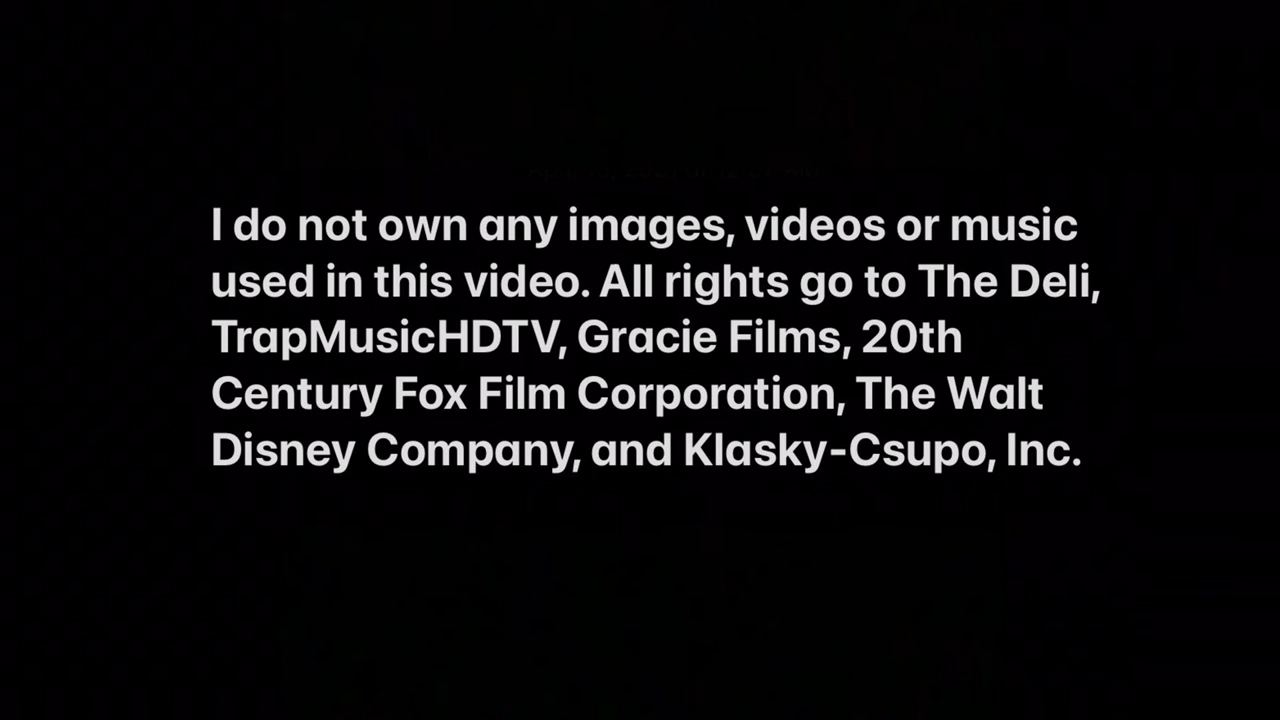 I do not own any images, videos or music
used in this video. All rights go to The Deli,
TrapMusicHDTV, Gracie Films, 20th
Century Fox Film Corporation, The Walt
Disney Company, and Klasky-Csupo, Inc.